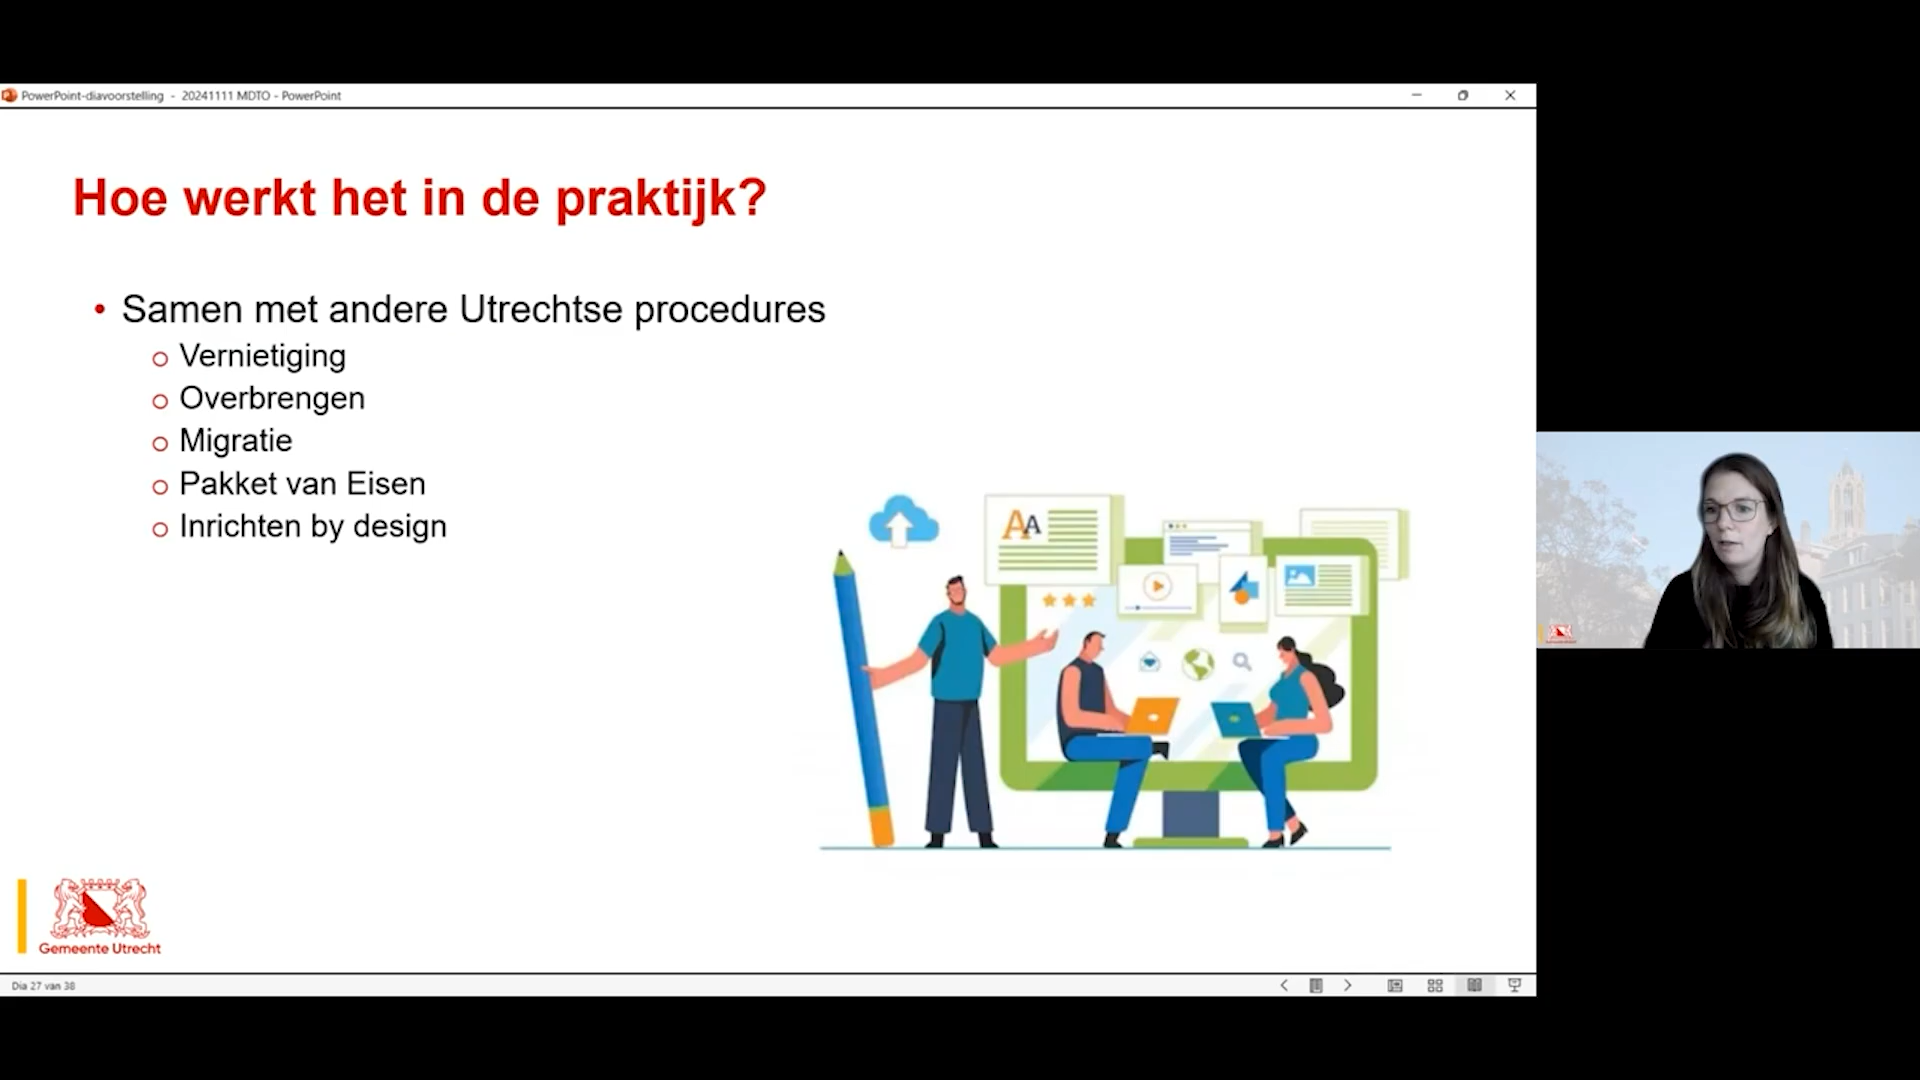 PowerPoint-diavoorstelling - 20241111 MDTO - PowerPoint
Hoe werkt het in de praktijk?
• Samen met andere Utrechtse procedures
o Vernietiging
o Overbrengen
o Migratie
o Pakket van Eisen
o Inrichten by design
AA
Gemeente Utrecht
Dia 27 van 38